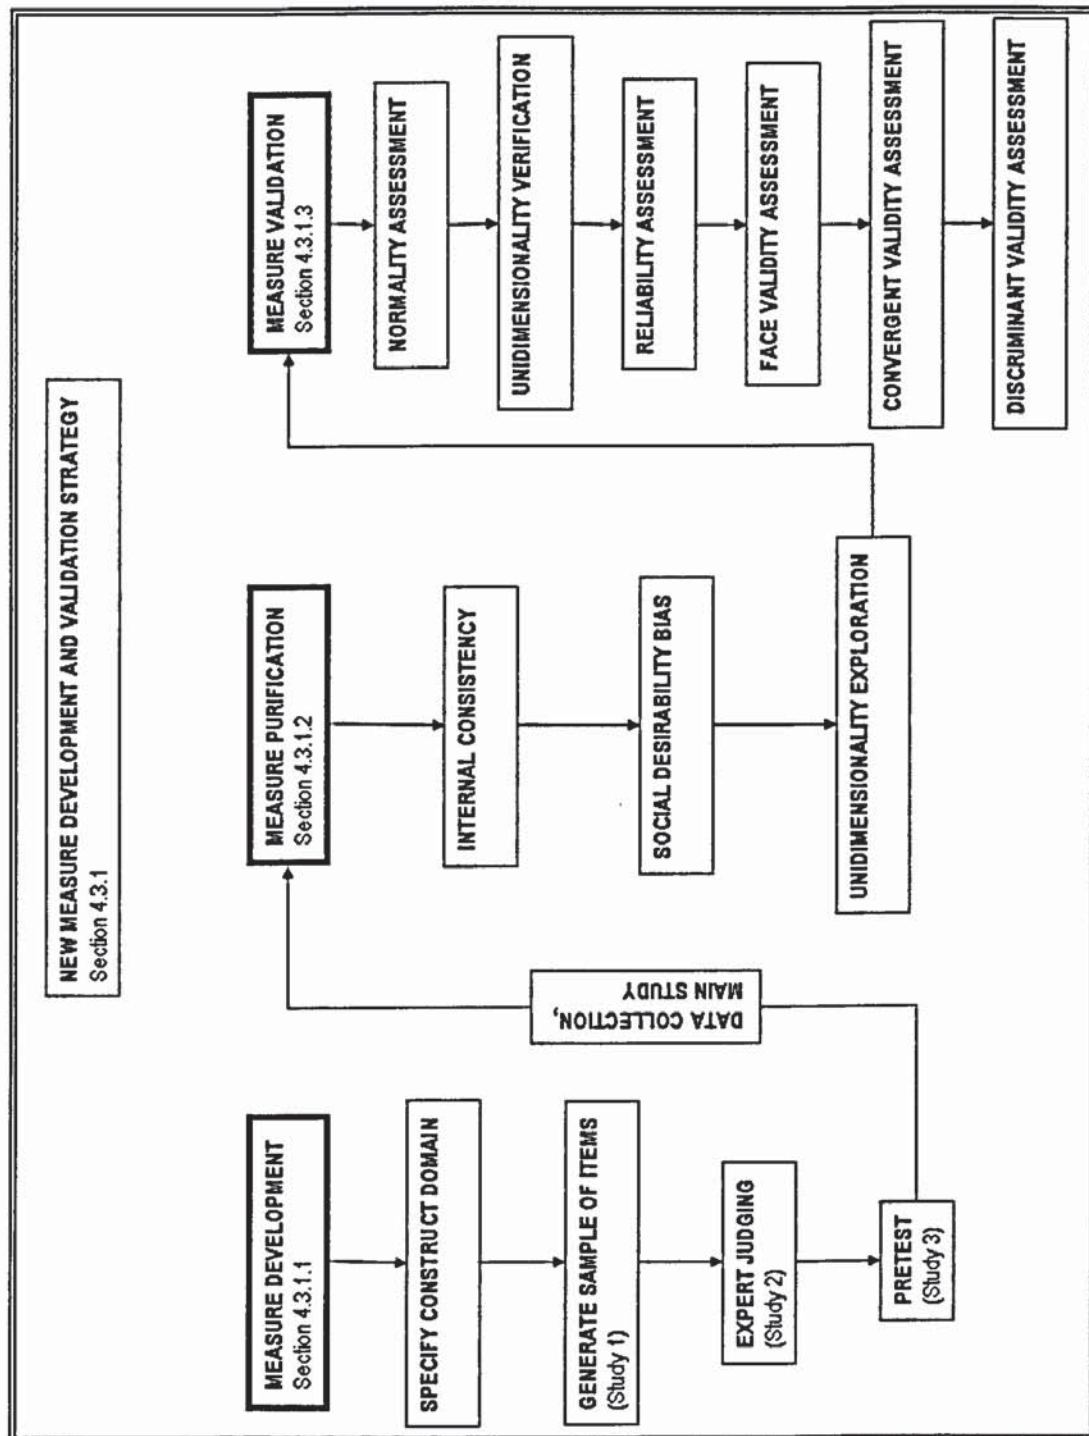 NEW MEASURE DEVELOPMENT AND VALIDATION STRATEGY
Section 4.3.1
MEASURE DEVELOPMENT
Section 4.3.1.1
SPECIFY CONSTRUCT DOMAIN
GENERATE SAMPLE OF ITEMS
(Study 1)
EXPERT JUDGING
(Study 2)
PRETEST
(Study 3)
DATA COLLECTION,
MAIN STUDY
MEASURE PURIFICATION
Section 4.3.1.2
INTERNAL CONSISTENCY
SOCIAL DESIRABILITY BIAS
UNIDIMENSIONALITY EXPLORATION
MEASURE VALIDATION
Section 4.3.1.3
NORMALITY ASSESSMENT
UNIDIMENSIONALITY VERIFICATION
RELIABILITY ASSESSMENT
FACE VALIDITY ASSESSMENT
CONVERGENT VALIDITY ASSESSMENT
DISCRIMINANT VALIDITY ASSESSMENT